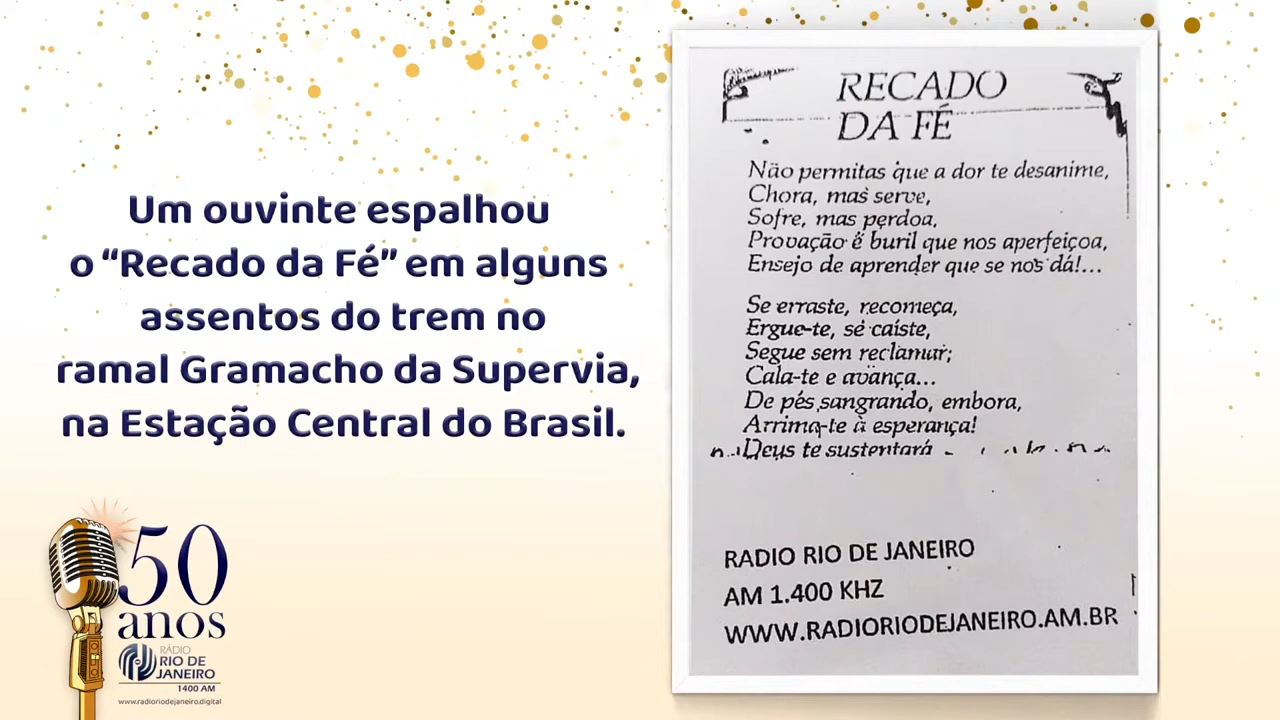 Um ouvinte espalhou
o “Recado da Fé” em alguns
assentos do trem no
ramal Gramacho da Supervia,
na Estação Central do Brasil.
50
anos
RÁDIO
RIO DE
JANEIRO
1400 AM
www.radioriodejaneiro.digital
RECADO
DA FÉ
Não permitas que a dor te desanime,
Chora, mas serve,
Sofre, mas perdoa,
Provação é buril que nos aperfeiçoa,
Ensejo de aprender que se nos dá!...
Se erraste, recomeça,
Ergue-te, se caíste,
Segue sem reclamar;
Cala-te e avança...
De pés sangrando, embora,
Arrima-te à esperança!
Deus te sustentará
RADIO RIO DE JANEIRO
AM 1.400 KHZ
WWW.RADIORIODEJANEIRO.AM.BR